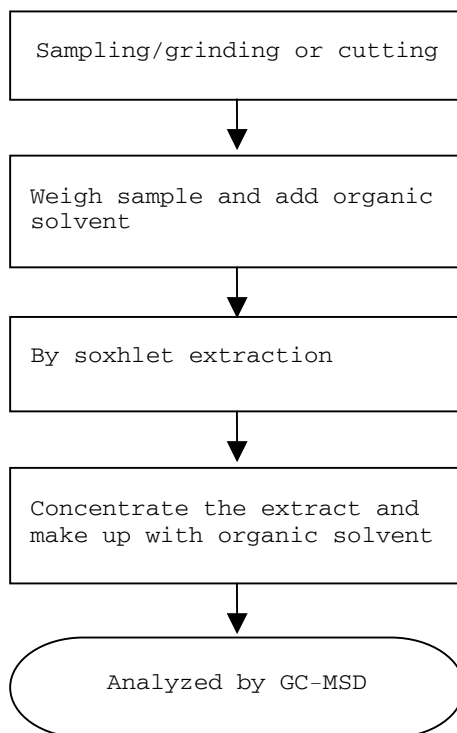 Sampling/grinding or cutting
Weigh sample and add organic
solvent
By soxhlet extraction
Concentrate the extract and
make up with organic solvent
Analyzed by GC-MSD